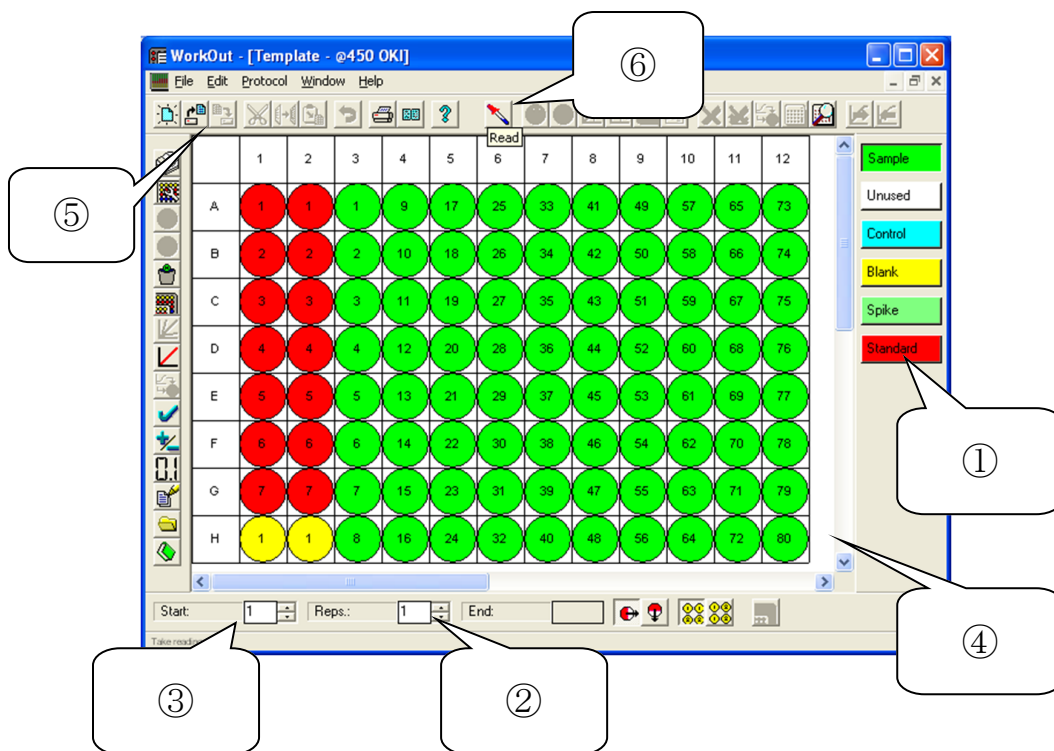 ⑥
WorkOut - [Template - @450 OKI]
File Edit Protocol Window Help
Read
⑤
1 2 3 4 5 6 7 8 9 10 11 12
A 1 1 1 9 17 25 33 41 49 57 65 73
B 2 2 2 10 18 26 34 42 50 58 66 74
C 3 3 3 11 19 27 35 43 51 59 67 75
D 4 4 4 12 20 28 36 44 52 60 68 76
E 5 5 5 13 21 29 37 45 53 61 69 77
F 6 6 6 14 22 30 38 46 54 62 70 78
G 7 7 7 15 23 31 39 47 55 63 71 79
H 1 1 8 16 24 32 40 48 56 64 72 80
Sample
Unused
Control
Blank
Spike
Standard
①
0.1
Start: 1 Reps.: 1 End:
Take reading
③
②
④